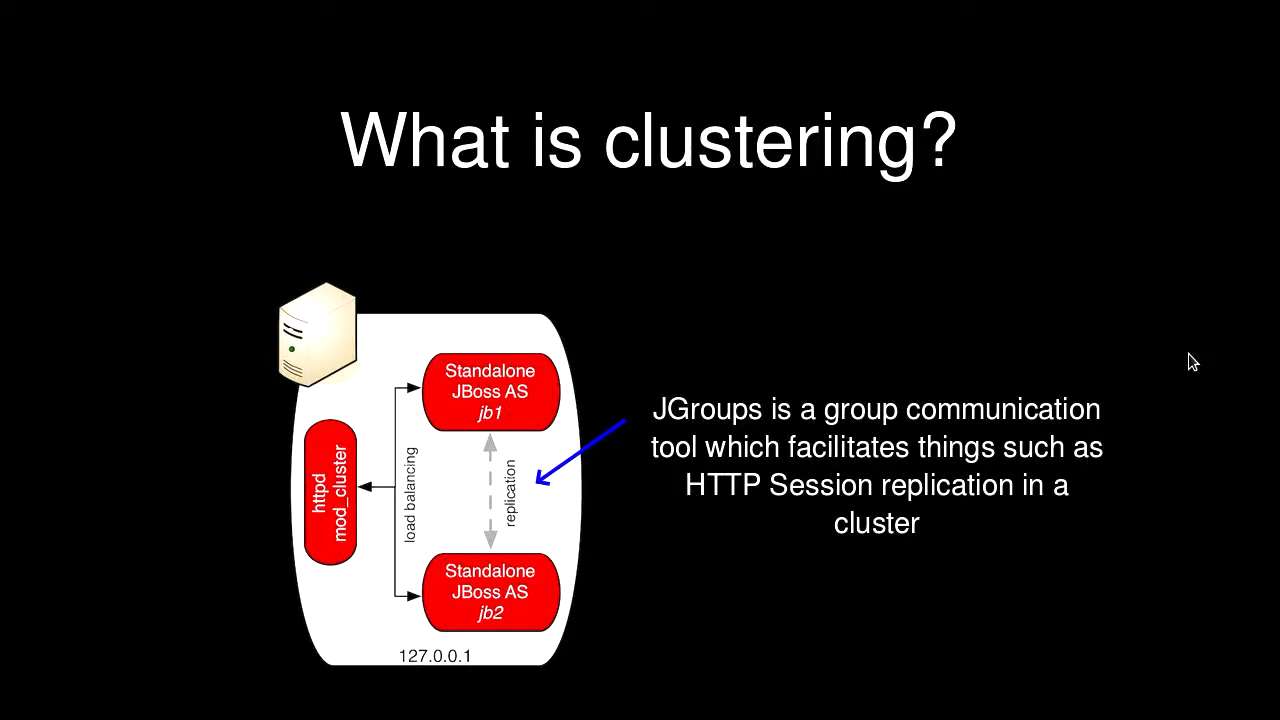 What is clustering?
Standalone
JBoss AS
jb1
httpd
mod_cluster
load balancing
replication
Standalone
JBoss AS
jb2
127.0.0.1
JGroups is a group communication
tool which facilitates things such as
HTTP Session replication in a
cluster